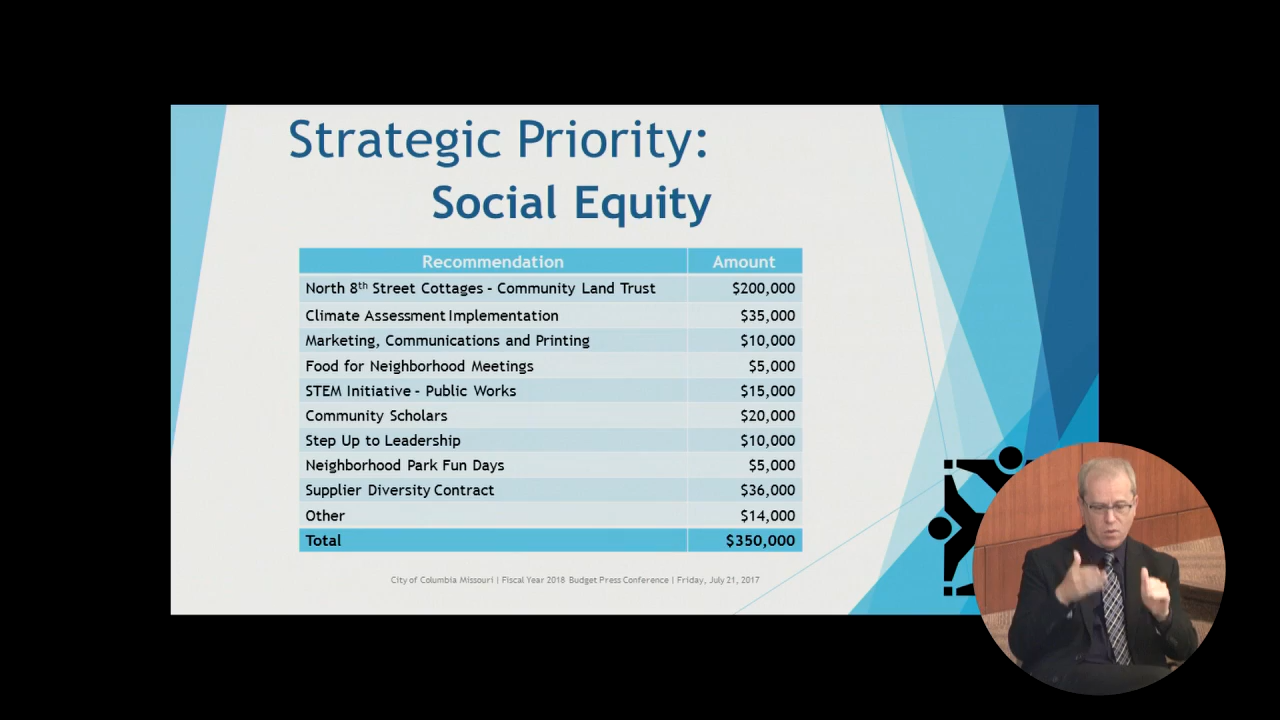 Strategic Priority:
Social Equity
Recommendation Amount
North 8th Street Cottages - Community Land Trust $200,000
Climate Assessment Implementation $35,000
Marketing, Communications and Printing $10,000
Food for Neighborhood Meetings $5,000
STEM Initiative - Public Works $15,000
Community Scholars $20,000
Step Up to Leadership $10,000
Neighborhood Park Fun Days $5,000
Supplier Diversity Contract $36,000
Other $14,000
Total $350,000
City of Columbia Missouri | Fiscal Year 2018 Budget Press Conference | Friday, July 21, 2017